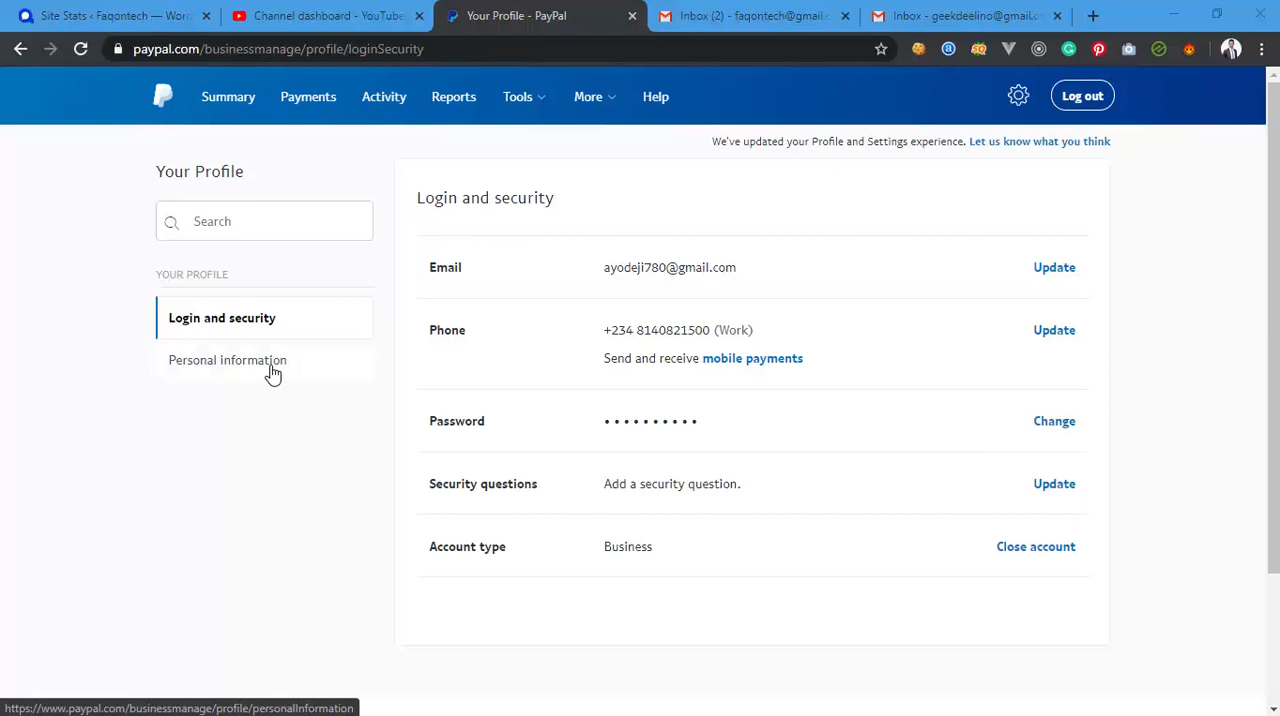 Site Stats ‹ Faqontech — Wor
Channel dashboard - YouTube
Your Profile - PayPal
Inbox (2) - faqontech@gmail.c
Inbox - geekdeelino@gmail.c
paypal.com/businessmanage/profile/loginSecurity
Summary
Payments
Activity
Reports
Tools
More
Help
Log out
We've updated your Profile and Settings experience. Let us know what you think
Your Profile
Search
YOUR PROFILE
Login and security
Personal information
Login and security
Email ayodeji780@gmail.com Update
Phone +234 8140821500 (Work) Update
Send and receive mobile payments
Password • • • • • • • • • • Change
Security questions Add a security question. Update
Account type Business Close account
https://www.paypal.com/businessmanage/profile/personalInformation